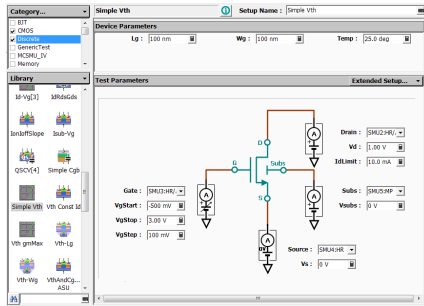 Category...
BJT
CMOS
Discrete
GenericTest
MCSMU_IV
Memory
Library
Id-Vg[3] IdRdsGds
IonIoffSlope Isub-Vg
QSCV[4] Simple Cgb
Simple Vth Vth Const Id
Vth gmMax Vth-Lg
Vth-Wg VthAndCg...
ASU
Simple Vth Setup Name : Simple Vth
Device Parameters
Lg : 100 nm Wg : 100 nm Temp : 25.0 deg
Test Parameters Extended Setup...
D
G
Subs
S
A
A
A
A
0V
Drain : SMU2:HR/
Vd : 1.00 V
IdLimit : 10.0 mA
Gate : SMU3:HR/
VgStart : -500 mV
VgStop : 3.00 V
VgStep : 100 mV
Subs : SMU5:MP
Vsubs : 0 V
Source : SMU4:HR
Vs : 0 V